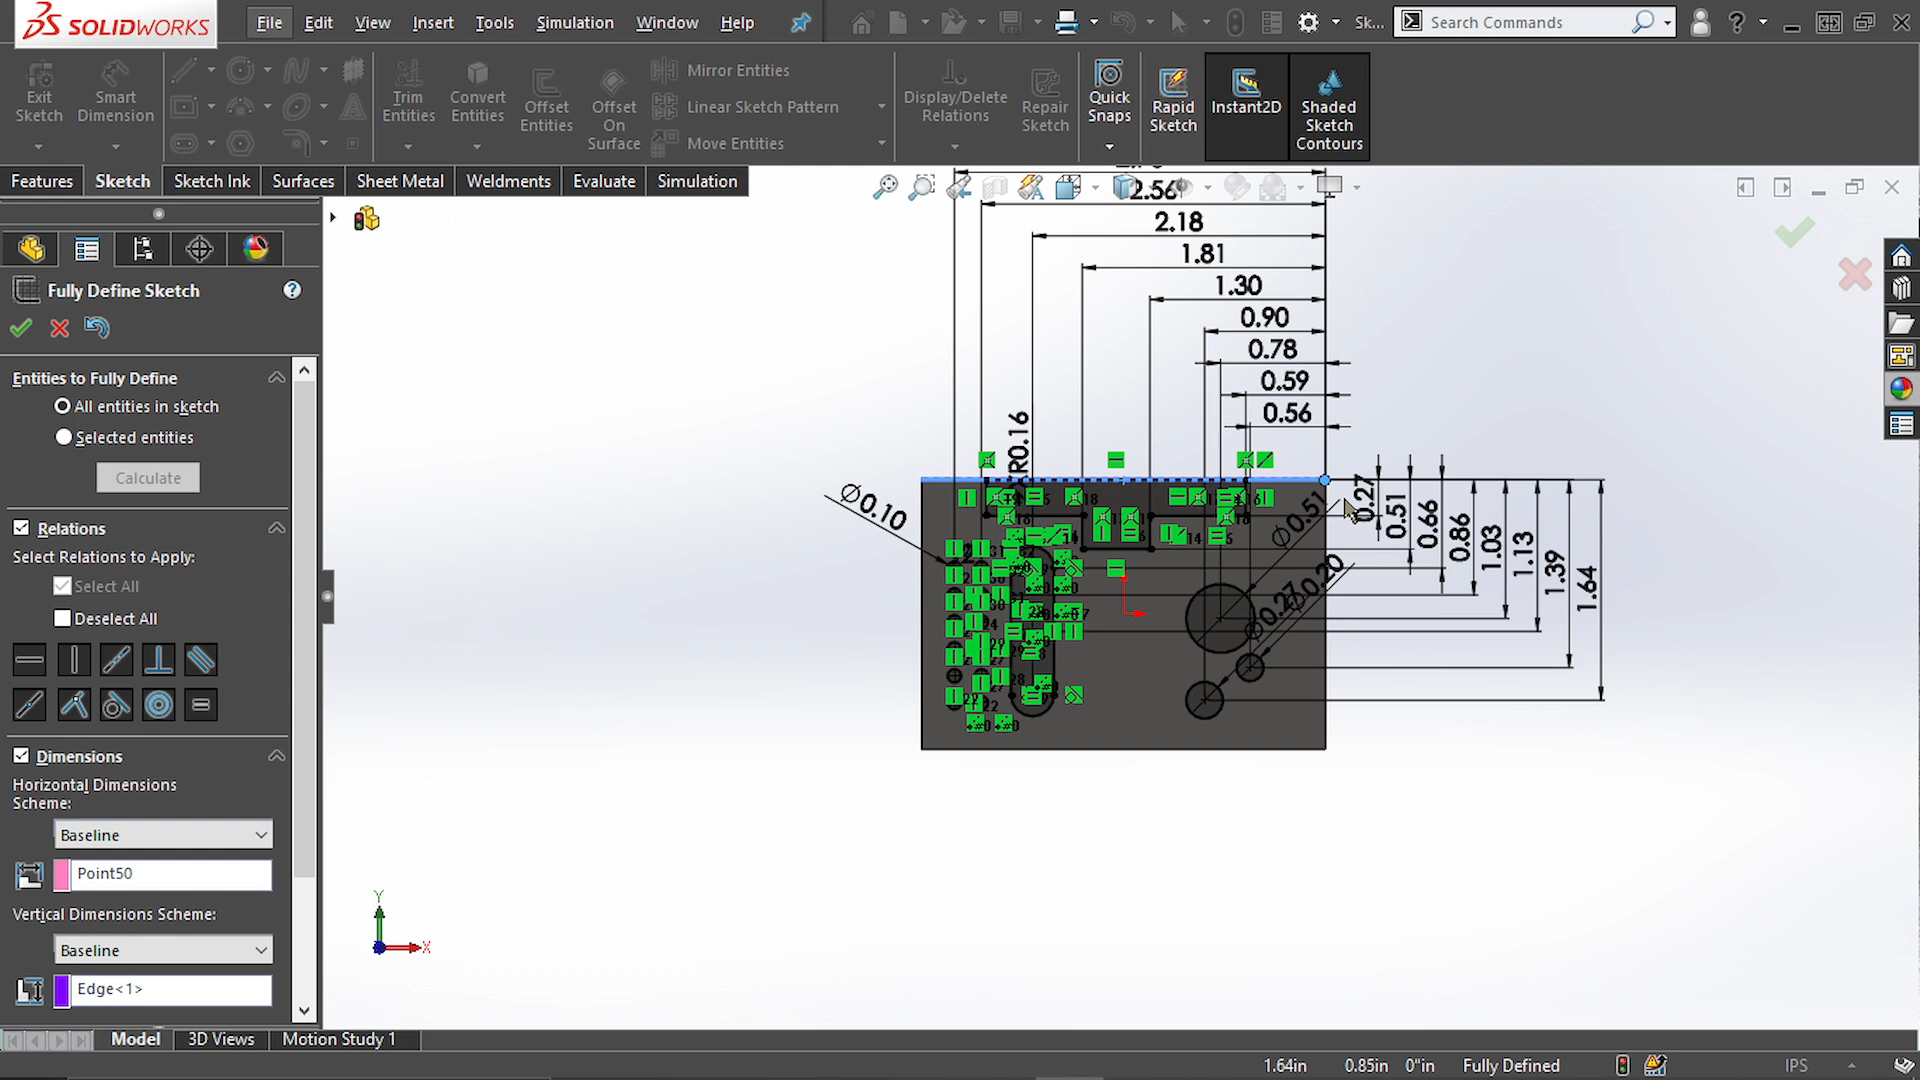 SOLIDWORKS
File Edit View Insert Tools Simulation Window Help
Sk...
Search Commands
Exit Sketch
Smart Dimension
Trim Entities
Convert Entities
Offset Entities
Offset On Surface
Mirror Entities
Linear Sketch Pattern
Move Entities
Display/Delete Relations
Repair Sketch
Quick Snaps
Rapid Sketch
Instant2D
Shaded Sketch Contours
Features Sketch Sketch Ink Surfaces Sheet Metal Weldments Evaluate Simulation
Fully Define Sketch
Entities to Fully Define
All entities in sketch
Selected entities
Calculate
Relations
Select Relations to Apply:
Select All
Deselect All
Dimensions
Horizontal Dimensions Scheme:
Baseline
Point50
Vertical Dimensions Scheme:
Baseline
Edge<1>
2.56
2.18
1.81
1.30
0.90
0.78
0.59
0.56
R0.16
Ø0.10
Ø0.51
Ø0.27
Ø0.20
0.27
0.51
0.66
0.86
1.03
1.13
1.39
1.64
Y
X
Model 3D Views Motion Study 1
1.64in 0.85in 0"in Fully Defined IPS